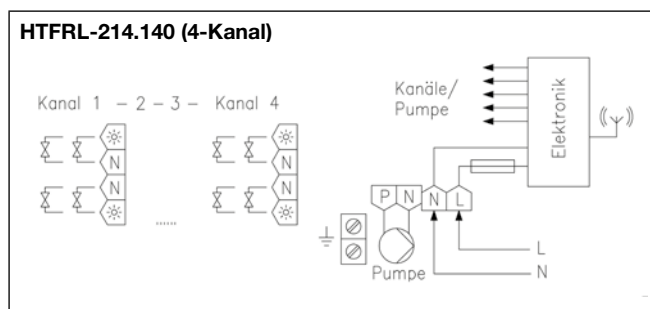 HTFRL-214.140 (4-Kanal)
Kanal 1 – 2 – 3 – Kanal 4
N
N
N
N
......
Kanäle/
Pumpe
Elektronik
P N N L
Pumpe
L
N